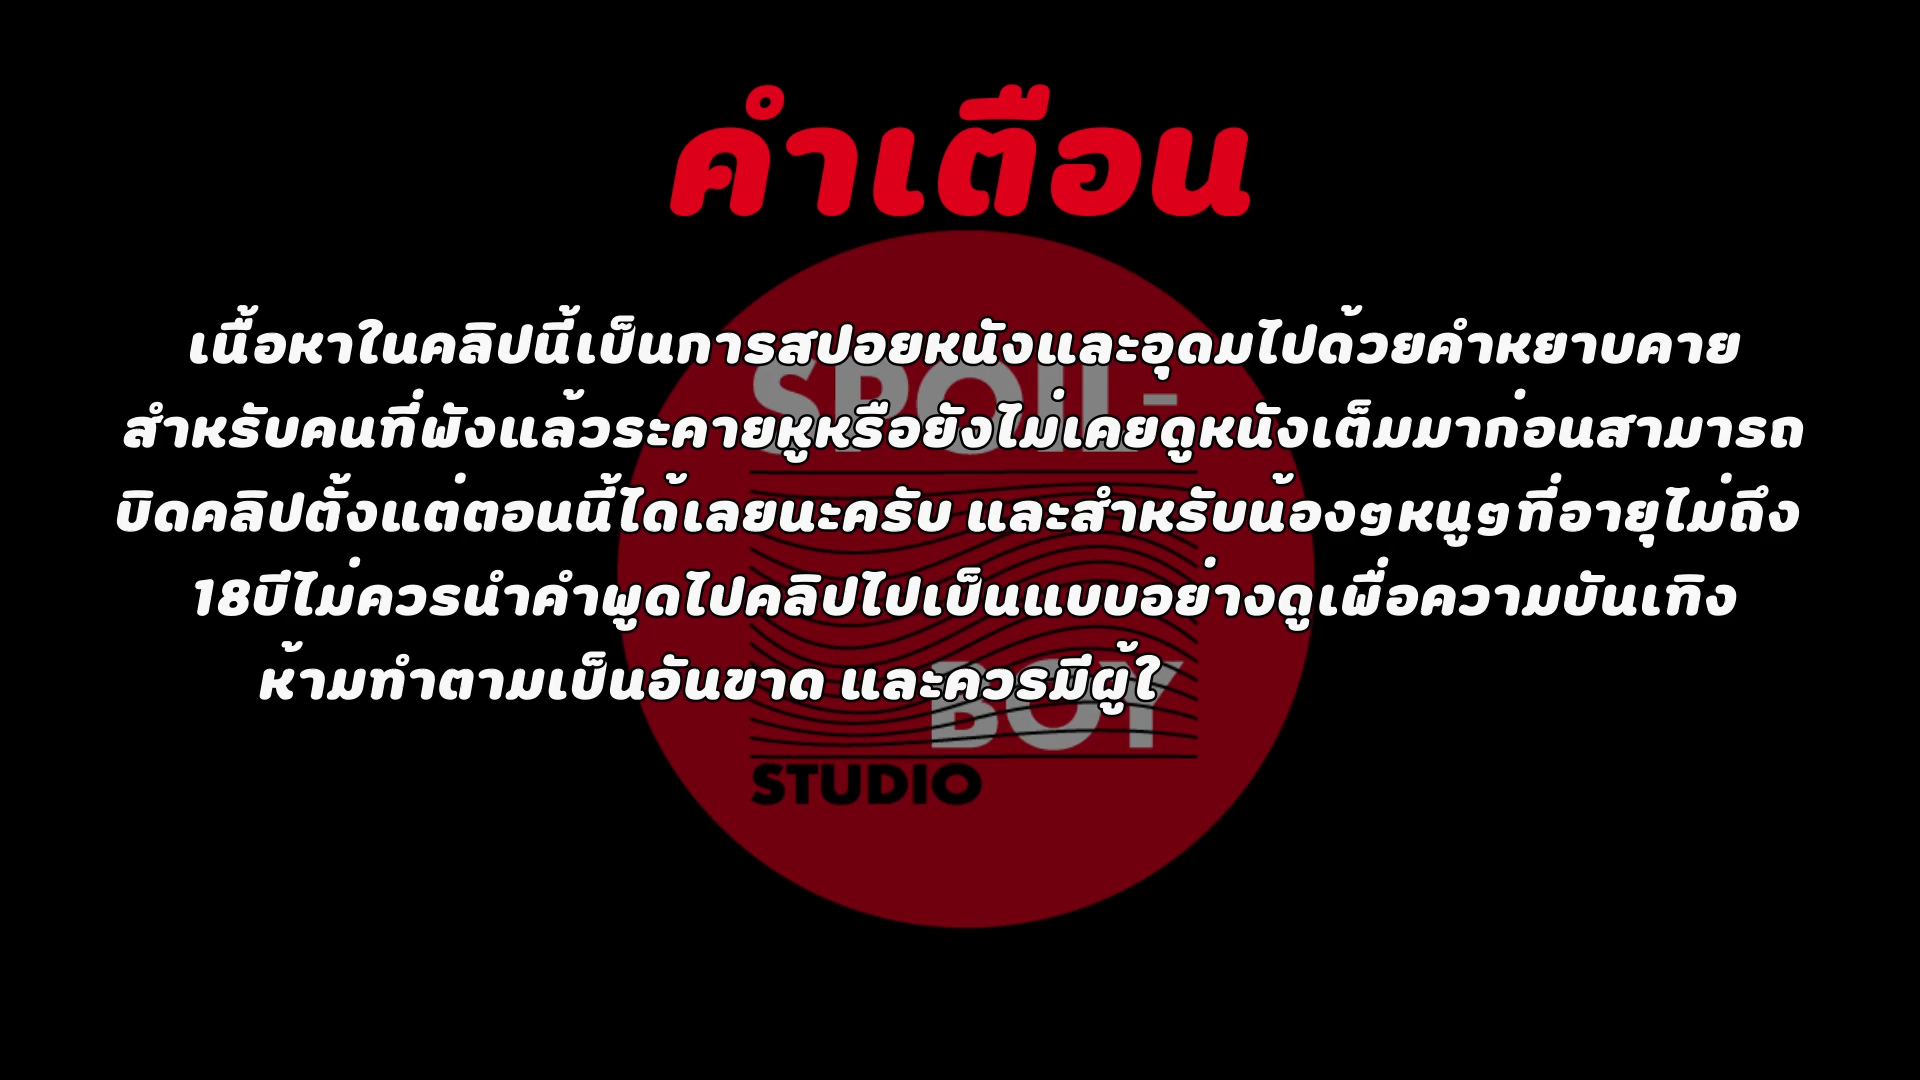 คำเตือน
เนื้อหาในคลิปนี้เป็นการสปอยหนังและอุดมไปด้วยคำหยาบคาย
สำหรับคนที่ฟังแล้วระคายหูหรือยังไม่เคยดูหนังเต็มมาก่อนสามารถ
ปิดคลิปตั้งแต่ตอนนี้ได้เลยนะครับ และสำหรับน้องๆหนูๆที่อายุไม่ถึง
18ปีไม่ควรนำคำพูดไปคลิปไปเป็นแบบอย่างดูเพื่อความบันเทิง
ห้ามทำตามเป็นอันขาด และควรมีผู้ใ
SPOIL-
BOY
STUDIO